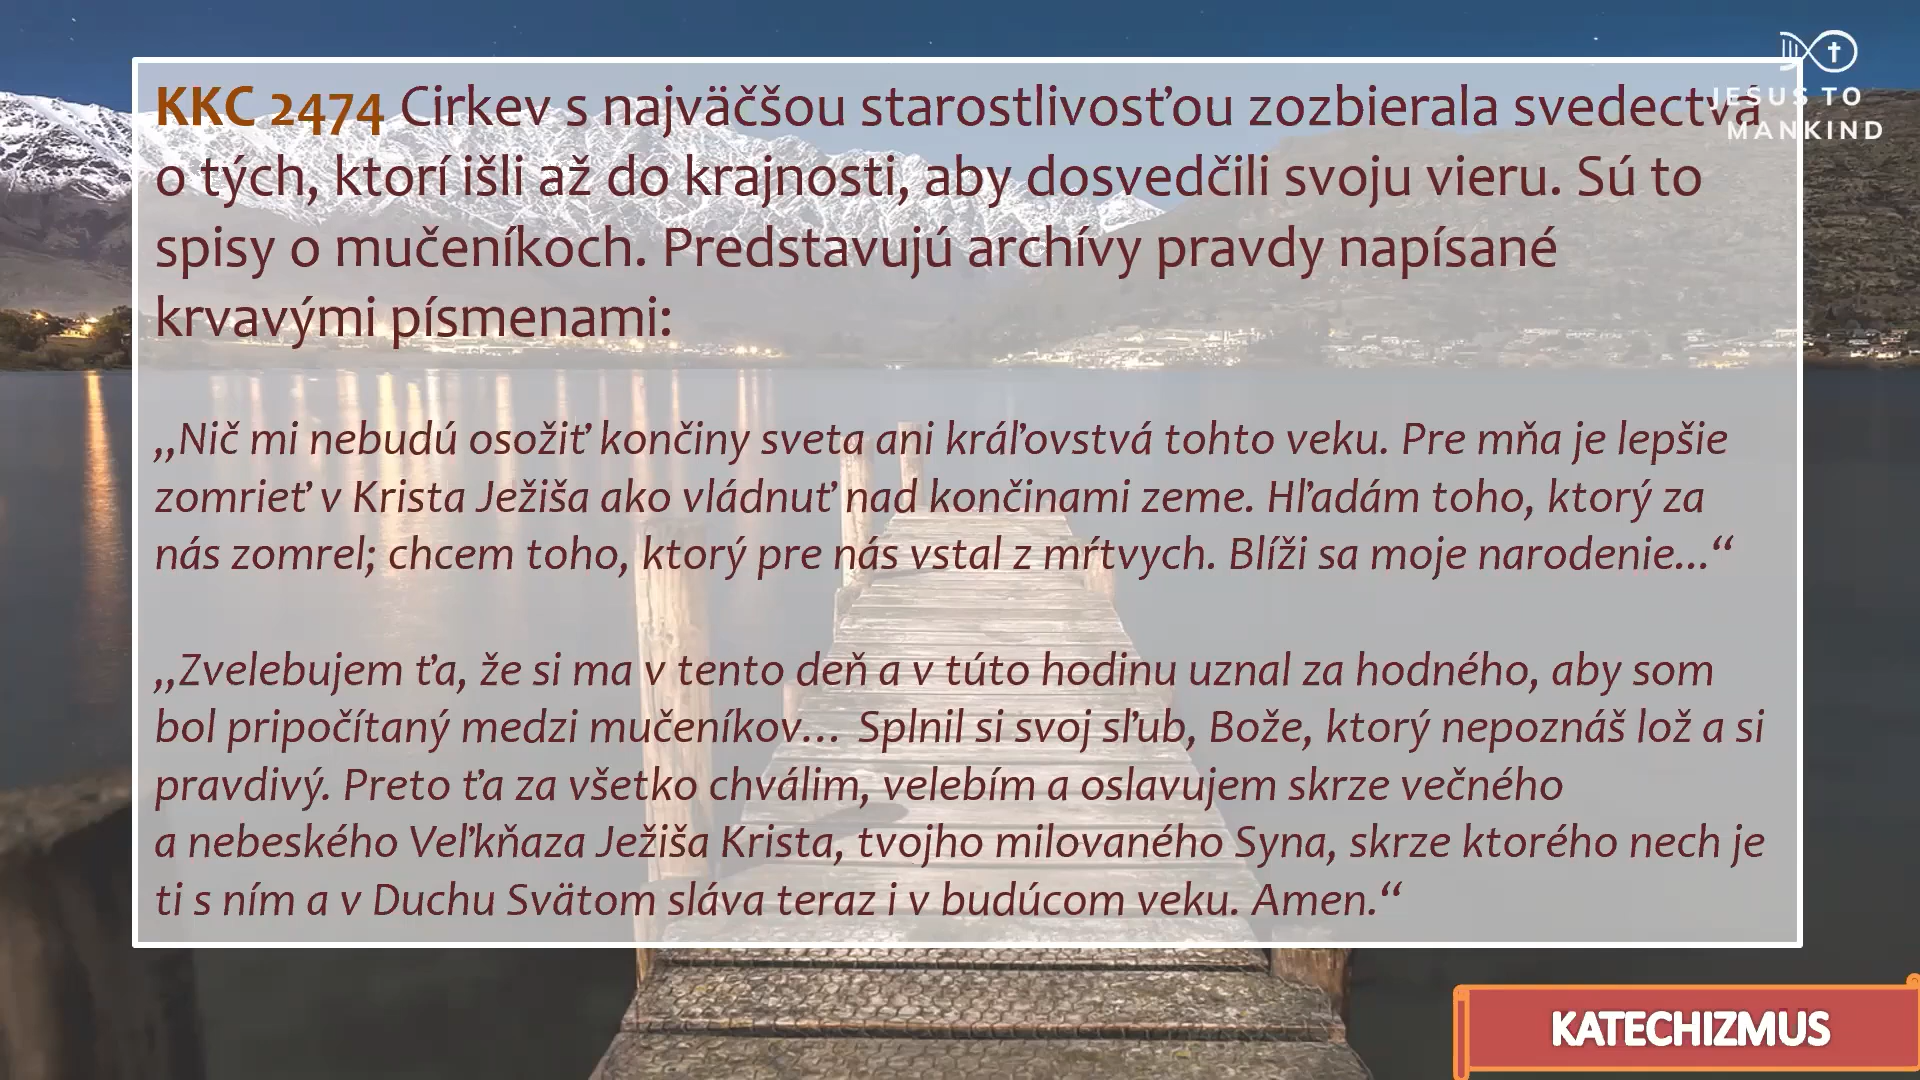 JESUS TO
MANKIND
KKC 2474 Cirkev s najväčšou starostlivosťou zozbierala svedectvá
o tých, ktorí išli až do krajnosti, aby dosvedčili svoju vieru. Sú to
spisy o mučeníkoch. Predstavujú archívy pravdy napísané
krvavými písmenami:
„Nič mi nebudú osožiť končiny sveta ani kráľovstvá tohto veku. Pre mňa je lepšie
zomrieť v Krista Ježiša ako vládnuť nad končinami zeme. Hľadám toho, ktorý za
nás zomrel; chcem toho, ktorý pre nás vstal z mŕtvych. Blíži sa moje narodenie...“
„Zvelebujem ťa, že si ma v tento deň a v túto hodinu uznal za hodného, aby som
bol pripočítaný medzi mučeníkov... Splnil si svoj sľub, Bože, ktorý nepoznáš lož a si
pravdivý. Preto ťa za všetko chválim, velebím a oslavujem skrze večného
a nebeského Veľkňaza Ježiša Krista, tvojho milovaného Syna, skrze ktorého nech je
ti s ním a v Duchu Svätom sláva teraz i v budúcom veku. Amen.“
KATECHIZMUS